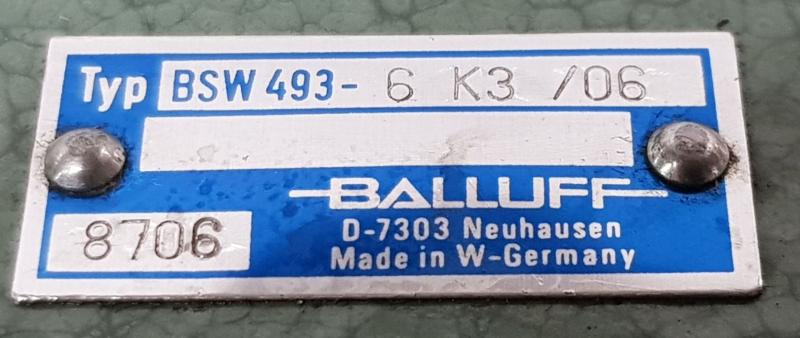 Typ BSW 493- 6 K3 /06
BALLUFF
8706
D-7303 Neuhausen
Made in W-Germany